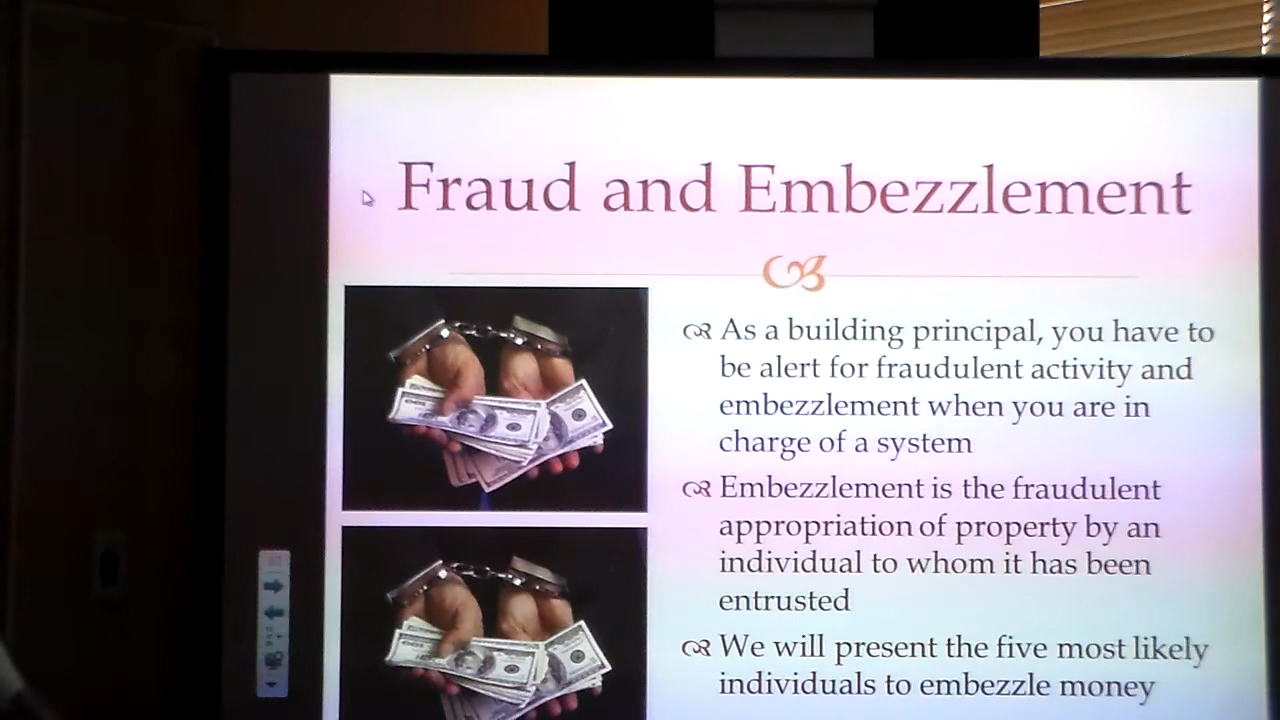 Fraud and Embezzlement
As a building principal, you have to
be alert for fraudulent activity and
embezzlement when you are in
charge of a system
Embezzlement is the fraudulent
appropriation of property by an
individual to whom it has been
entrusted
We will present the five most likely
individuals to embezzle money